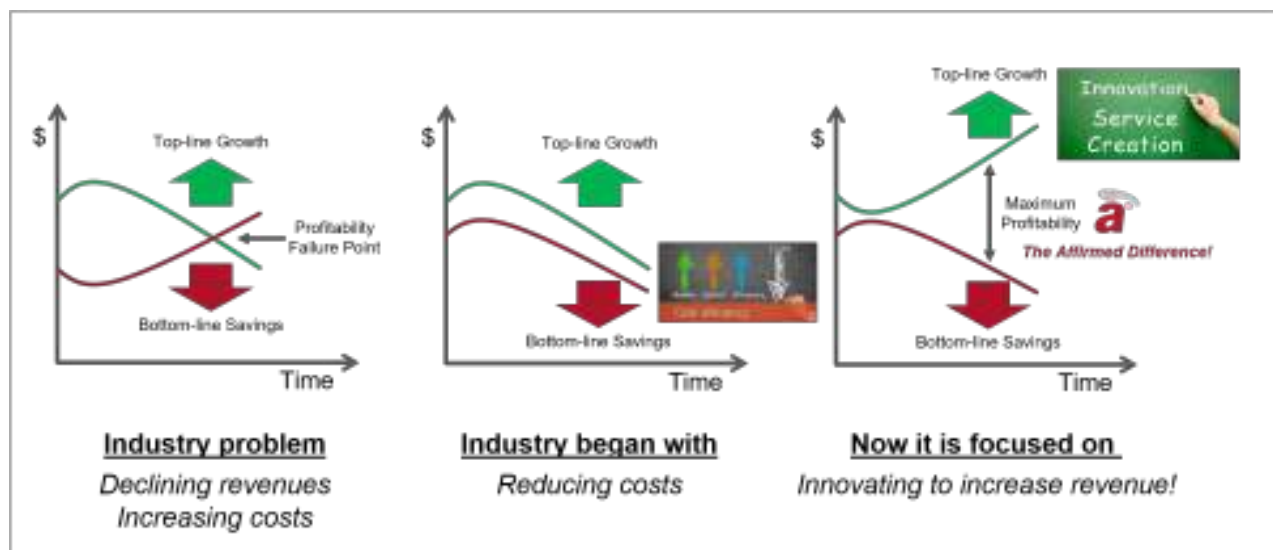 $
Top-line Growth
Profitability
Failure Point
Bottom-line Savings
Time
Industry problem
Declining revenues
Increasing costs
Top-line Growth
Bottom-line Savings
Time
Industry began with
Reducing costs
Top-line Growth
Innovation
Service
Creation
$
Maximum
Profitability
a
The Affirmed Difference!
Bottom-line Savings
Time
Now it is focused on
Innovating to increase revenue!